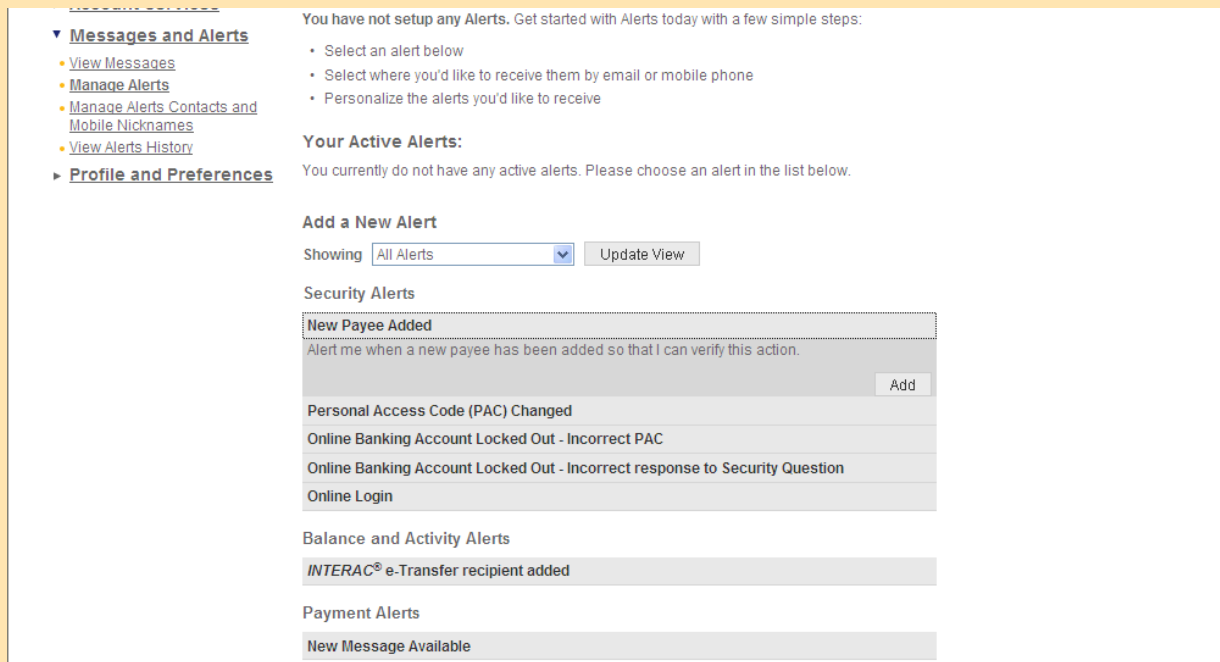 Account Services
Messages and Alerts
View Messages
Manage Alerts
Manage Alerts Contacts and
Mobile Nicknames
View Alerts History
Profile and Preferences
You have not setup any Alerts. Get started with Alerts today with a few simple steps:
• Select an alert below
• Select where you'd like to receive them by email or mobile phone
• Personalize the alerts you'd like to receive
Your Active Alerts:
You currently do not have any active alerts. Please choose an alert in the list below.
Add a New Alert
Showing All Alerts Update View
Security Alerts
New Payee Added
Alert me when a new payee has been added so that I can verify this action.
Add
Personal Access Code (PAC) Changed
Online Banking Account Locked Out - Incorrect PAC
Online Banking Account Locked Out - Incorrect response to Security Question
Online Login
Balance and Activity Alerts
INTERAC® e-Transfer recipient added
Payment Alerts
New Message Available